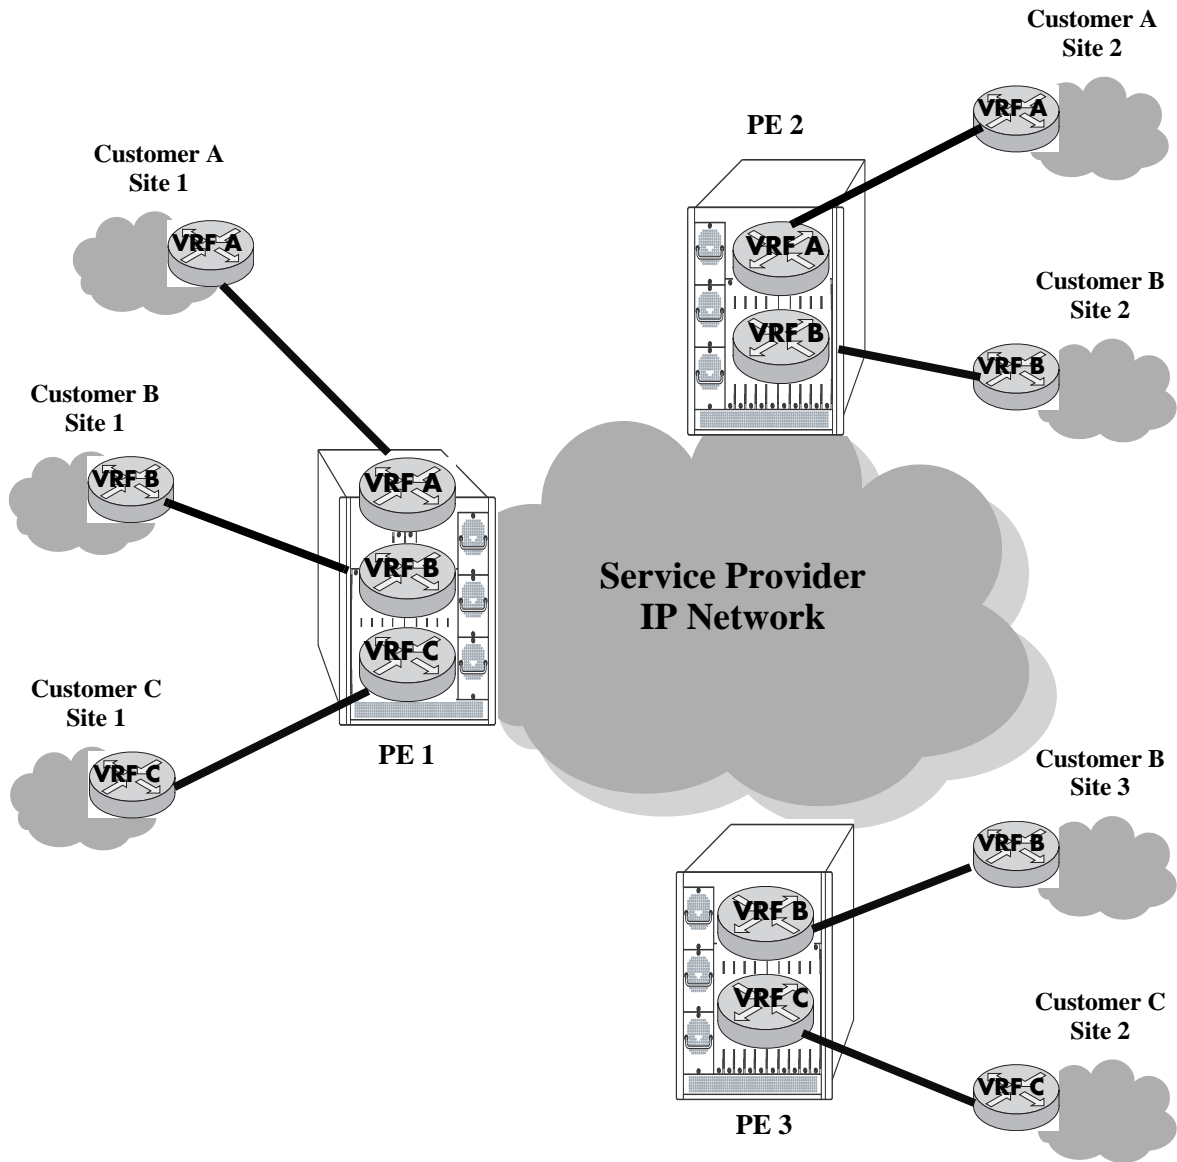 Customer A
Site 2
PE 2
VRF A
Customer A
Site 1
VRF A
VRF A
Customer B
Site 2
VRF B
VRF B
Customer B
Site 1
VRF B
VRF A
VRF B
VRF C
Service Provider
IP Network
Customer C
Site 1
VRF C
PE 1
Customer B
Site 3
VRF B
VRF B
VRF C
Customer C
Site 2
VRF C
PE 3